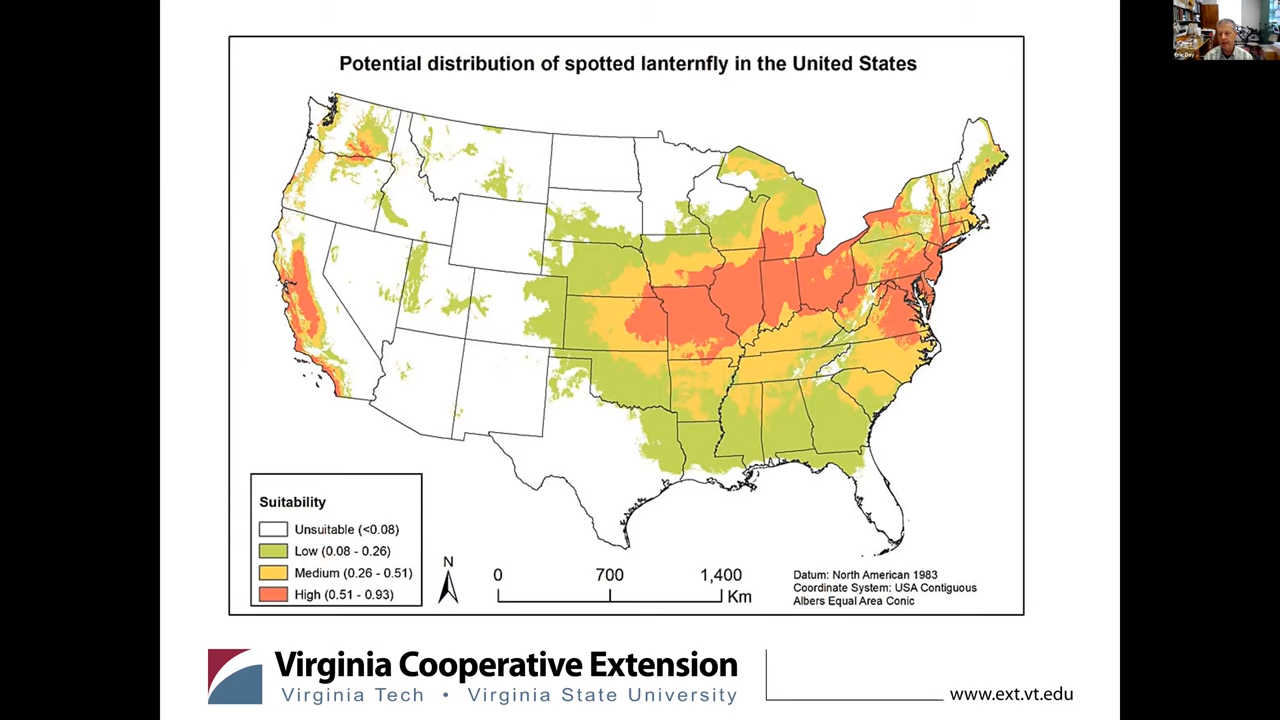 Eric Day
Potential distribution of spotted lanternfly in the United States
Suitability
Unsuitable (<0.08)
Low (0.08 - 0.26)
Medium (0.26 - 0.51)
High (0.51 - 0.93)
N
0 700 1,400
Km
Datum: North American 1983
Coordinate System: USA Contiguous
Albers Equal Area Conic
Virginia Cooperative Extension
Virginia Tech • Virginia State University
www.ext.vt.edu